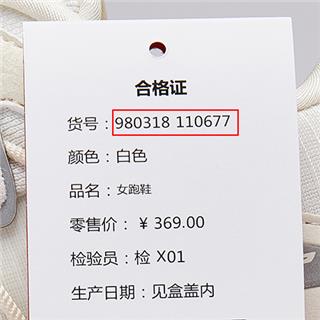 合格证
货号：980318 110677
颜色：白色
品名：女跑鞋
零售价：￥369.00
检验员：检 X01
生产日期：见盒盖内